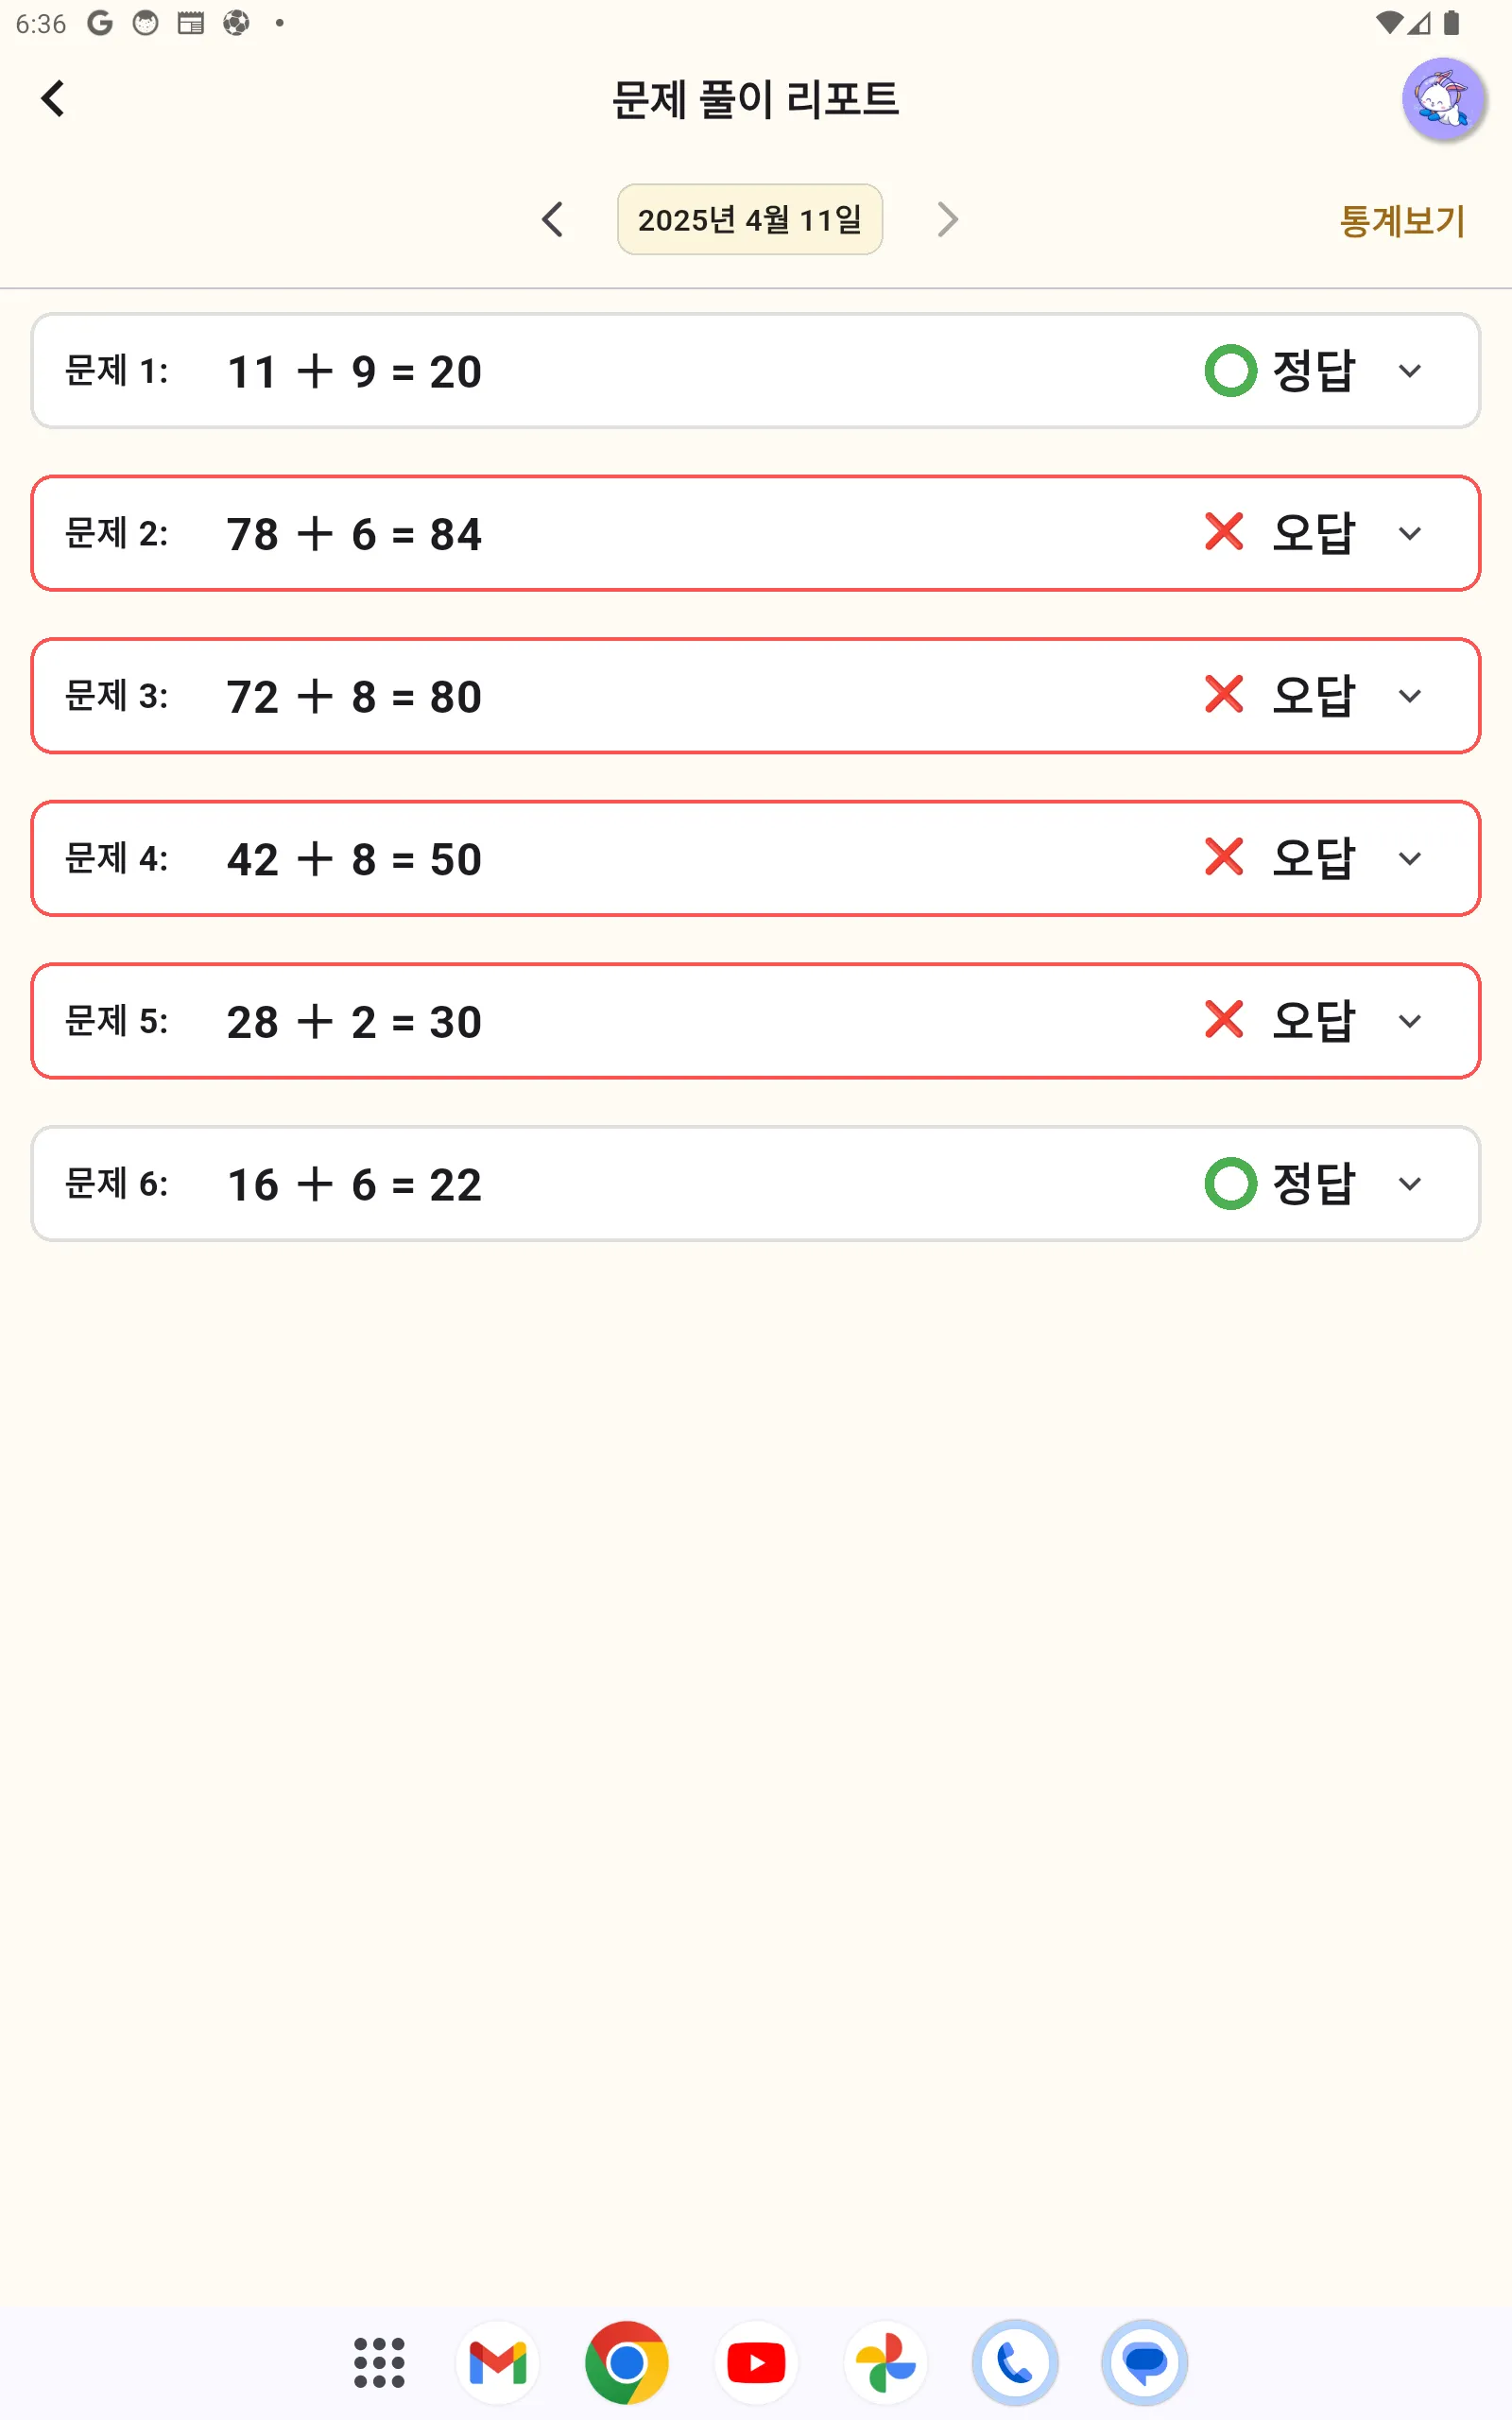 6:36
문제 풀이 리포트
2025년 4월 11일
통계보기
문제 1: 11 + 9 = 20 정답
문제 2: 78 + 6 = 84 오답
문제 3: 72 + 8 = 80 오답
문제 4: 42 + 8 = 50 오답
문제 5: 28 + 2 = 30 오답
문제 6: 16 + 6 = 22 정답